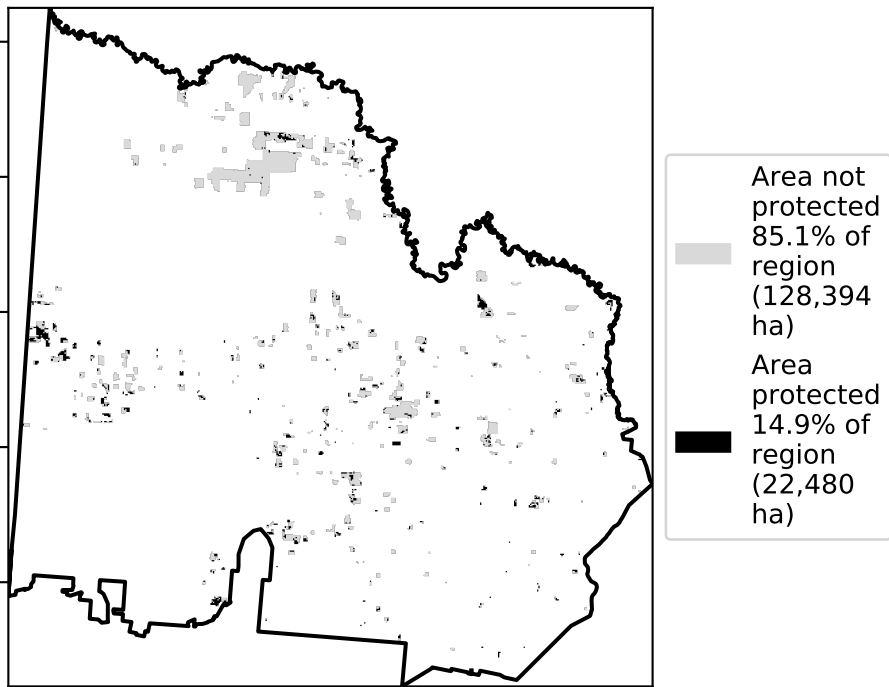 Area not
protected
85.1% of
region
(128,394
ha)
Area
protected
14.9% of
region
(22,480
ha)